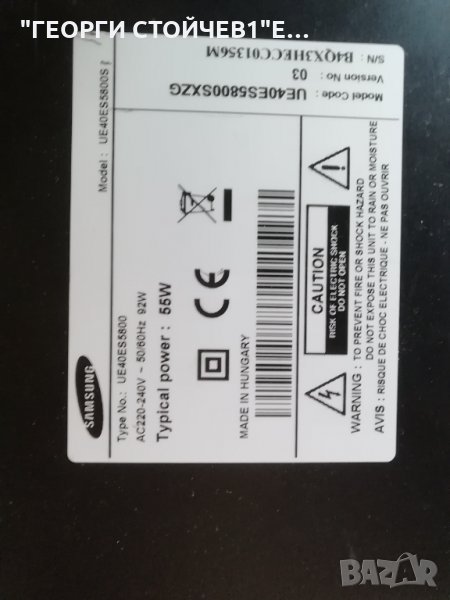 "ГЕОРГИ СТОЙЧЕВ1"Е...
SAMSUNG
Type No.: UE40ES5800
Model : UE40ES5800S
AC220-240V ~ 50/60Hz 92W
Typical power : 55W
MADE IN HUNGARY
CE
Model Code :
UE40ES5800SXZG
Version No :
03
S/N : B4QX3HECC01356M
CAUTION
RISK OF ELECTRIC SHOCK
DO NOT OPEN
WARNING : TO PREVENT FIRE OR SHOCK HAZARD
DO NOT EXPOSE THIS UNIT TO RAIN OR MOISTURE
AVIS : RISQUE DE CHOC ELECTRIQUE - NE PAS OUVRIR
BAZAR